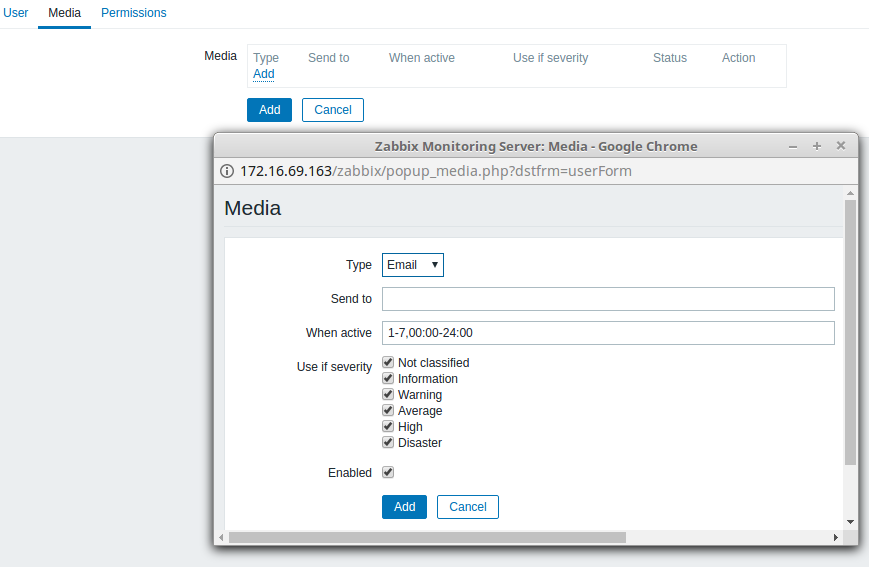 User Media Permissions
Media Type Send to When active Use if severity Status Action
Add
Add Cancel
Zabbix Monitoring Server: Media - Google Chrome
172.16.69.163/zabbix/popup_media.php?dstfrm=userForm
Media
Type Email
Send to
When active 1-7,00:00-24:00
Use if severity Not classified
Information
Warning
Average
High
Disaster
Enabled
Add Cancel